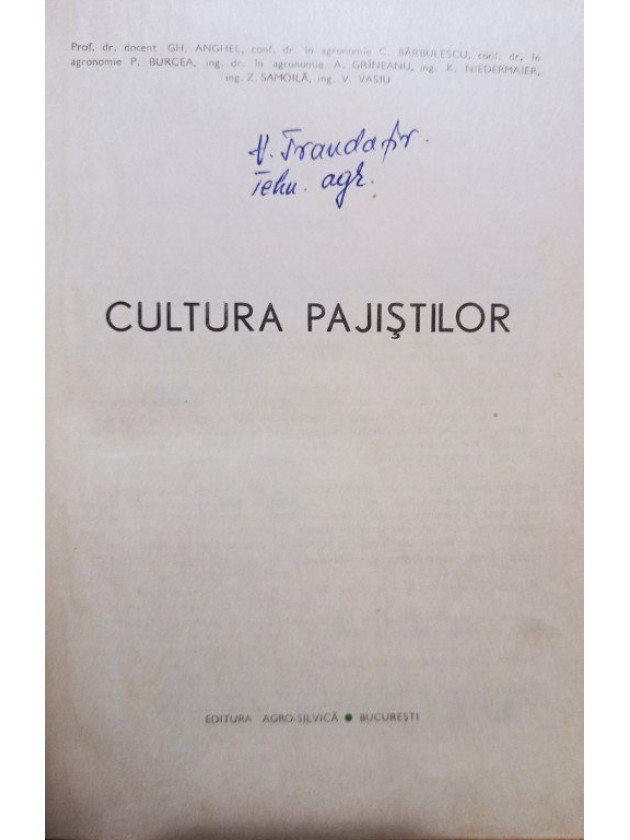 Prof. dr. docent GH. ANGHEL, conf. dr. în agronomie C. BĂRBULESCU, conf. dr. în
agronomie P. BURCEA, ing. dr. în agronomie A. GRÎNEANU, ing. K. NIEDERMAIER,
ing. Z. SAMOILĂ, ing. V. VASIU
V. Trandafir.
Tehn. agr.
CULTURA PAJIŞTILOR
EDITURA AGRO-SILVICĂ ● BUCUREŞTI